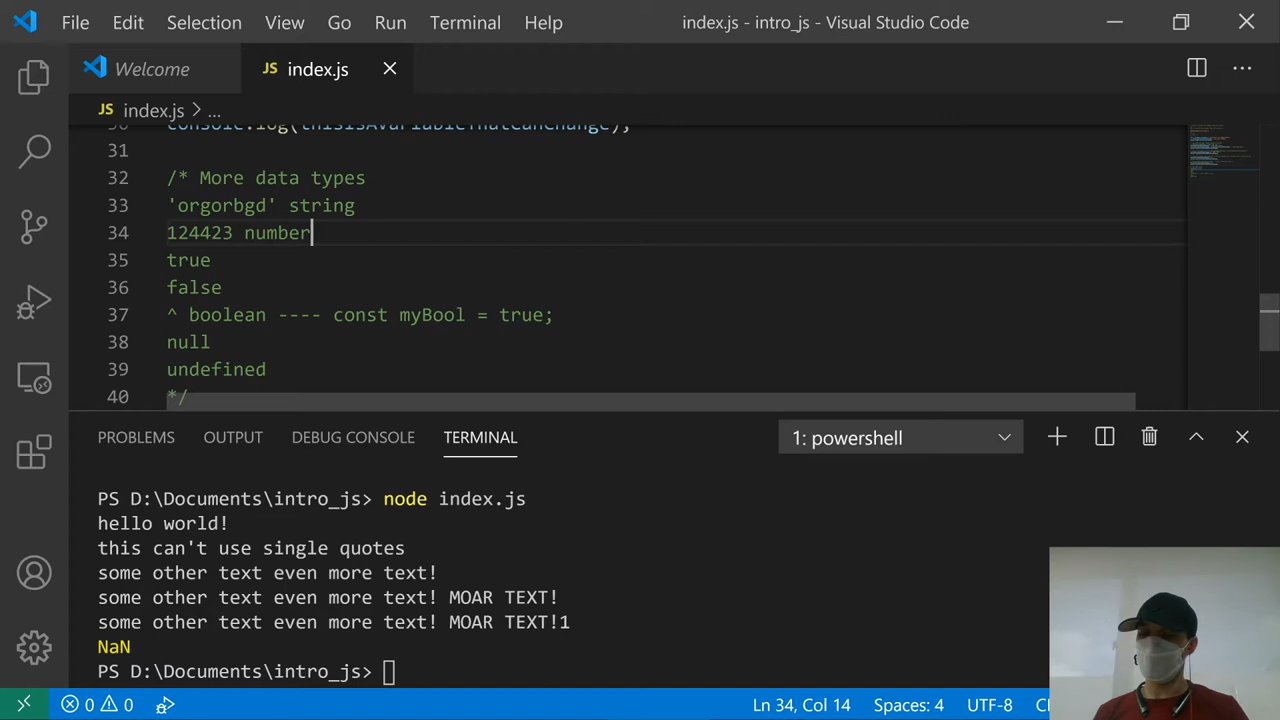 File Edit Selection View Go Run Terminal Help index.js - intro_js - Visual Studio Code
Welcome JS index.js
JS index.js > ...
30 console.log(thisIsAVariableThatCanChange);
31
32 /* More data types
33 'orgorbgd' string
34 124423 number
35 true
36 false
37 ^ boolean ---- const myBool = true;
38 null
39 undefined
40 */
PROBLEMS OUTPUT DEBUG CONSOLE TERMINAL 1: powershell
PS D:\Documents\intro_js> node index.js
hello world!
this can't use single quotes
some other text even more text!
some other text even more text! MOAR TEXT!
some other text even more text! MOAR TEXT!1
NaN
PS D:\Documents\intro_js>
0 0 Ln 34, Col 14 Spaces: 4 UTF-8